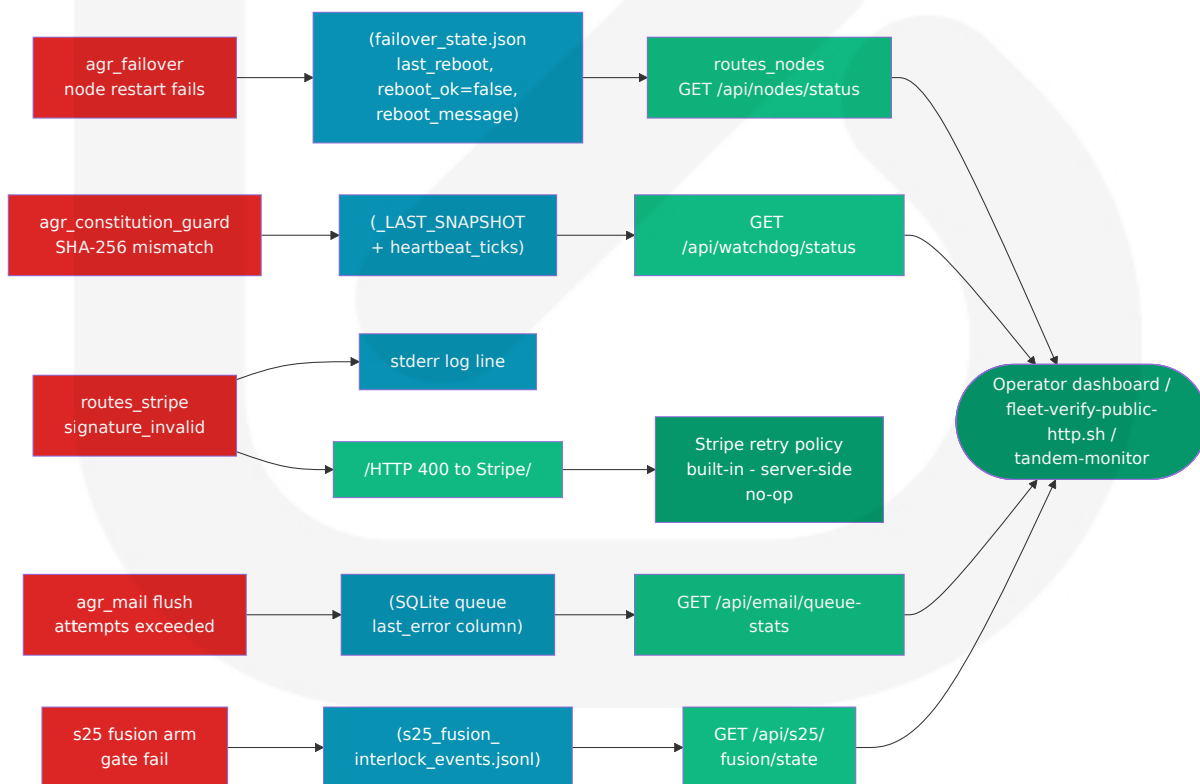 agr_failover
node restart fails
(failover_state.json
last_reboot,
reboot_ok=false,
reboot_message)
routes_nodes
GET /api/nodes/status
agr_constitution_guard
SHA-256 mismatch
(_LAST_SNAPSHOT
+ heartbeat_ticks)
GET
/api/watchdog/status
routes_stripe
signature_invalid
stderr log line
/HTTP 400 to Stripe/
Stripe retry policy
built-in - server-side
no-op
Operator dashboard /
fleet-verify-public-
http.sh /
tandem-monitor
agr_mail flush
attempts exceeded
(SQLite queue
last_error column)
GET /api/email/queue-
stats
s25 fusion arm
gate fail
(s25_fusion_
interlock_events.jsonl)
GET /api/s25/
fusion/state